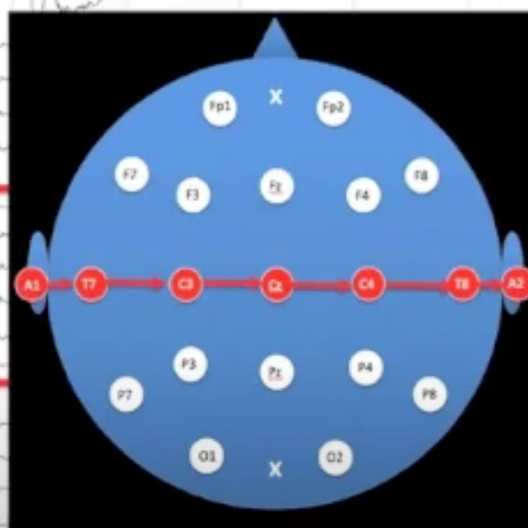 Fp1 X Fp2
F7 F3 Fz F4 F8
A1 T7 C3 Cz C4 T8 A2
P7 P3 Pz P4 P8
O1 X O2